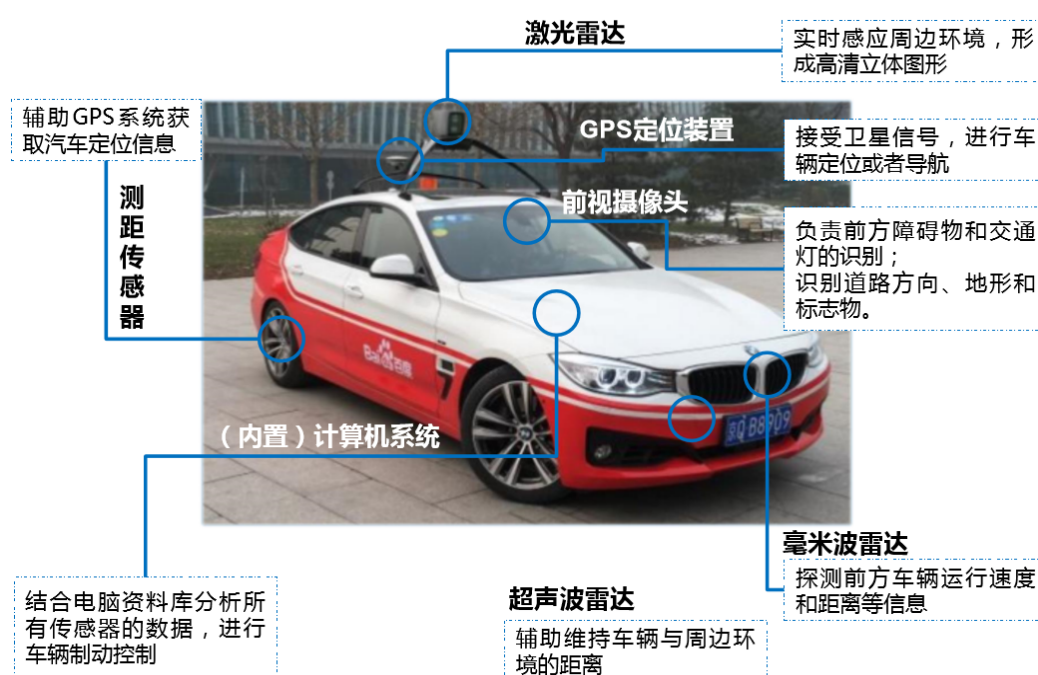 激光雷达
实时感应周边环境，形
成高清立体图形
辅助GPS系统获
取汽车定位信息
GPS定位装置
接受卫星信号，进行车
辆定位或者导航
测
距
传
感
器
前视摄像头
负责前方障碍物和交通
灯的识别；
识别道路方向、地形和
标志物。
Bai 百度
京Q B8909
（内置）计算机系统
毫米波雷达
探测前方车辆运行速度
和距离等信息
结合电脑资料库分析所
有传感器的数据，进行
车辆制动控制
超声波雷达
辅助维持车辆与周边环
境的距离